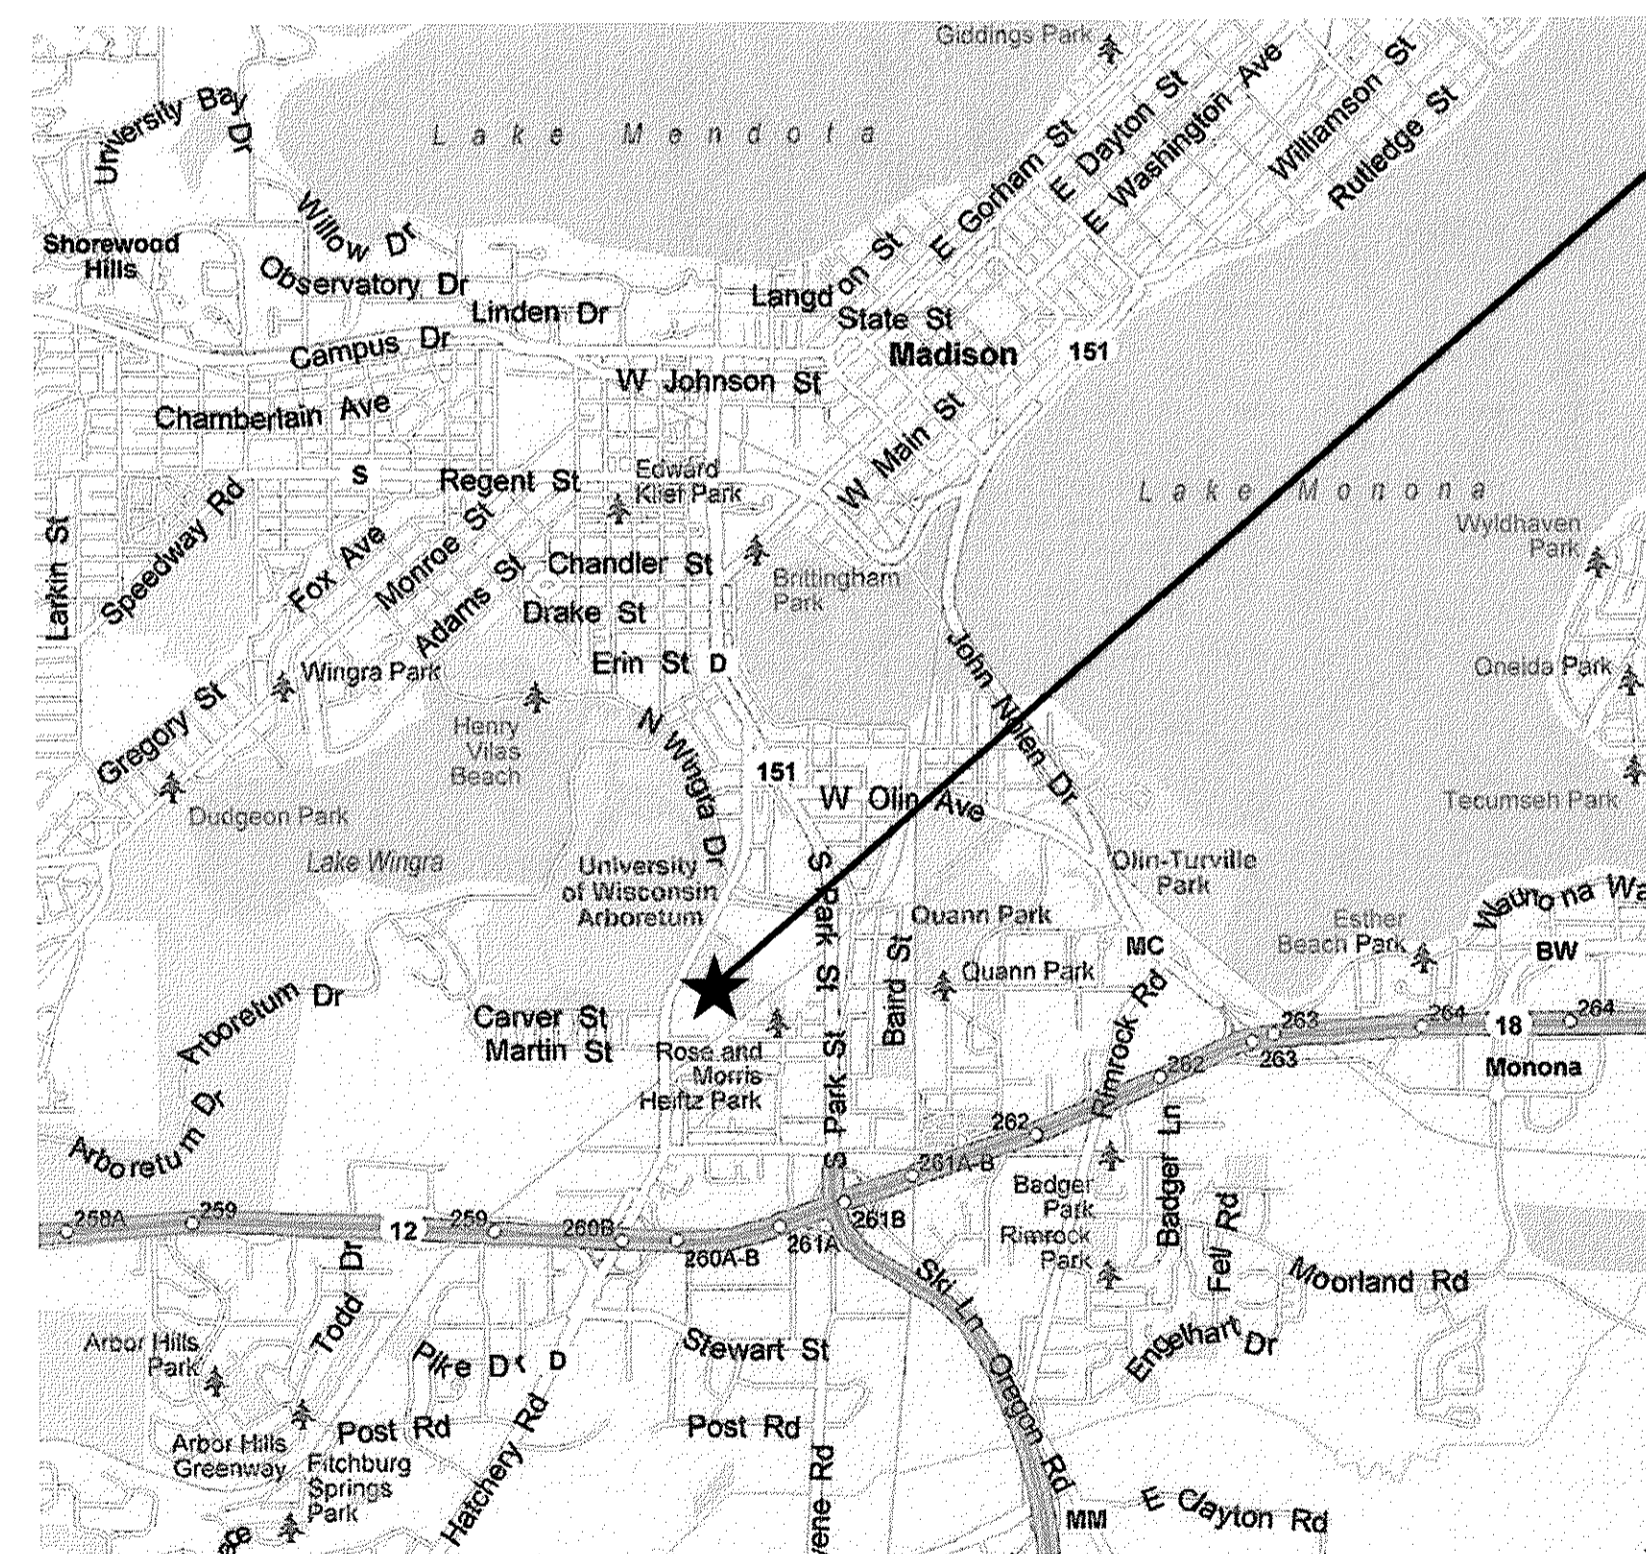 Giddings Park
University Bay Dr
Lake Mendota
E Gorham St
E Dayton St
E Washington Ave
Williamson St
Rutledge St
Willow Dr
Shorewood
Hills
Observatory Dr
Linden Dr
Langdon St
State St
Campus Dr
Madison
151
W Johnson St
Chamberlain Ave
W Main St
S
Regent St
Edward
Klief Park
Lake Monona
Wyldhaven
Park
Larkin St
Speedway Rd
Fox Ave
Monroe St
Adams St
Chandler St
Brittingham
Park
Drake St
Erin St
D
John Nolen Dr
Oneida Park
Wingra Park
Gregory St
Henry
Vilas
Beach
N Wingra Dr
151
W Olin Ave
Tecumseh Park
Dudgeon Park
Lake Wingra
University
of Wisconsin
Arboretum
S Park St
Olin-Turville
Park
Quann Park
Esther
Beach Park
Waunona Wa
MC
BW
Baird St
Quann Park
Rimrock Rd
Arboretum Dr
Carver St
Martin St
Rose and
Morris
Heiftz Park
S Park St
263
264
18
264
263
Monona
262
262
Arboretum Dr
261A-B
Badger
Park
Badger Ln
258A
259
12
259
260B
260A-B
261A
261B
Rimrock
Park
Fell Rd
Todd Dr
Ski Ln
Moorland Rd
Engelhart Dr
Arbor Hills
Park
Pike Dr
D
Stewart St
Oregon Rd
Post Rd
Post Rd
Arbor Hills
Greenway
Fitchburg
Springs
Park
Hatchery Rd
vene Rd
MM
E Clayton Rd
ece